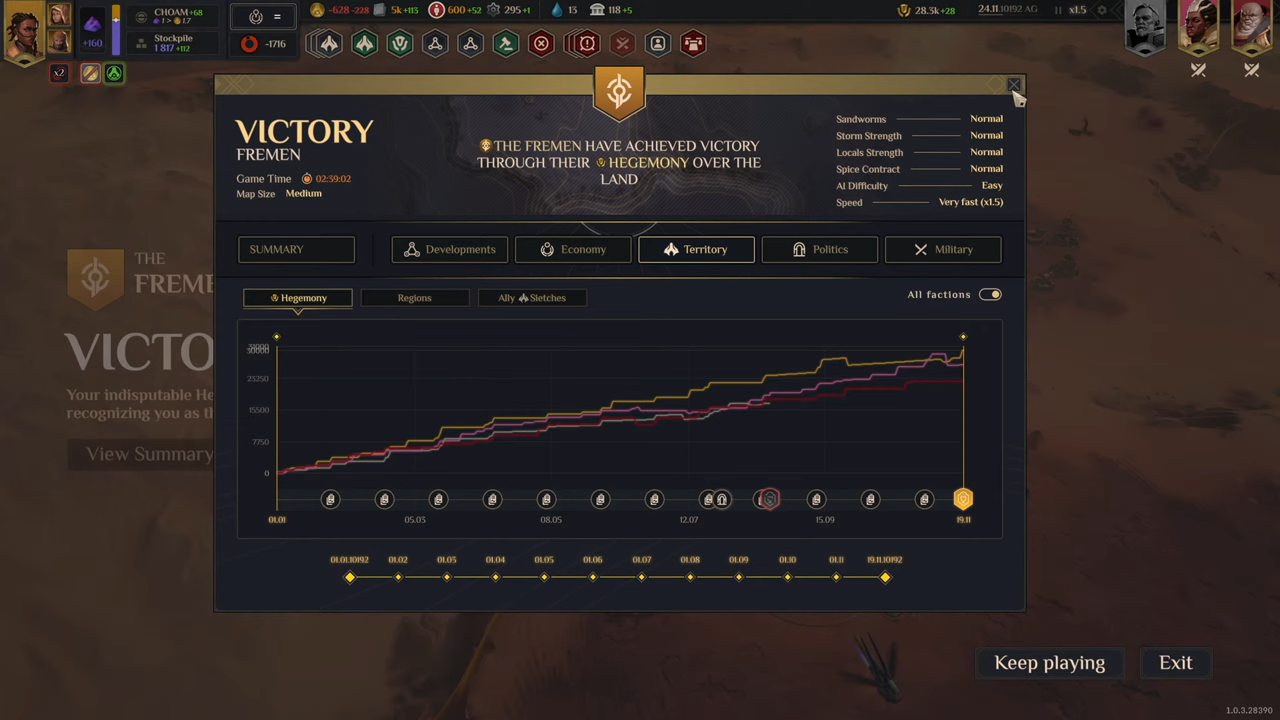 CHOAM+68
+160
Stockpile
1 817+112
=
-1716
-628 -228
5k+113
600+52
295+1
13
118+5
28.3k+28
24.11.10192 AG
x1.5
x2
VICTORY
FREMEN
Game Time 02:39:02
Map Size Medium
THE FREMEN HAVE ACHIEVED VICTORY
THROUGH THEIR HEGEMONY OVER THE
LAND
Sandworms Normal
Storm Strength Normal
Locals Strength Normal
Spice Contract Normal
AI Difficulty Easy
Speed Very fast (x1.5)
SUMMARY
Developments
Economy
Territory
Politics
Military
Hegemony
Regions
Ally Sietches
All factions
30000
25250
15500
7750
0
01.01
05.03
08.05
12.07
15.09
19.11
01.01.10192
01.02
01.03
01.04
01.05
01.06
01.07
01.08
01.09
01.10
01.11
19.11.10192
THE
FREME
VICTO
Your indisputable He
recognizing you as th
View Summary
Keep playing
Exit
1.0.3.28390